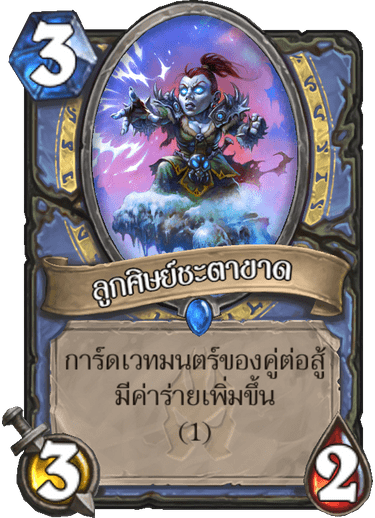 3
ลูกศิษย์ชะตาขาด
การ์ดเวทมนตร์ของคู่ต่อสู้
มีค่าร่ายเพิ่มขึ้น
(1)
3
2